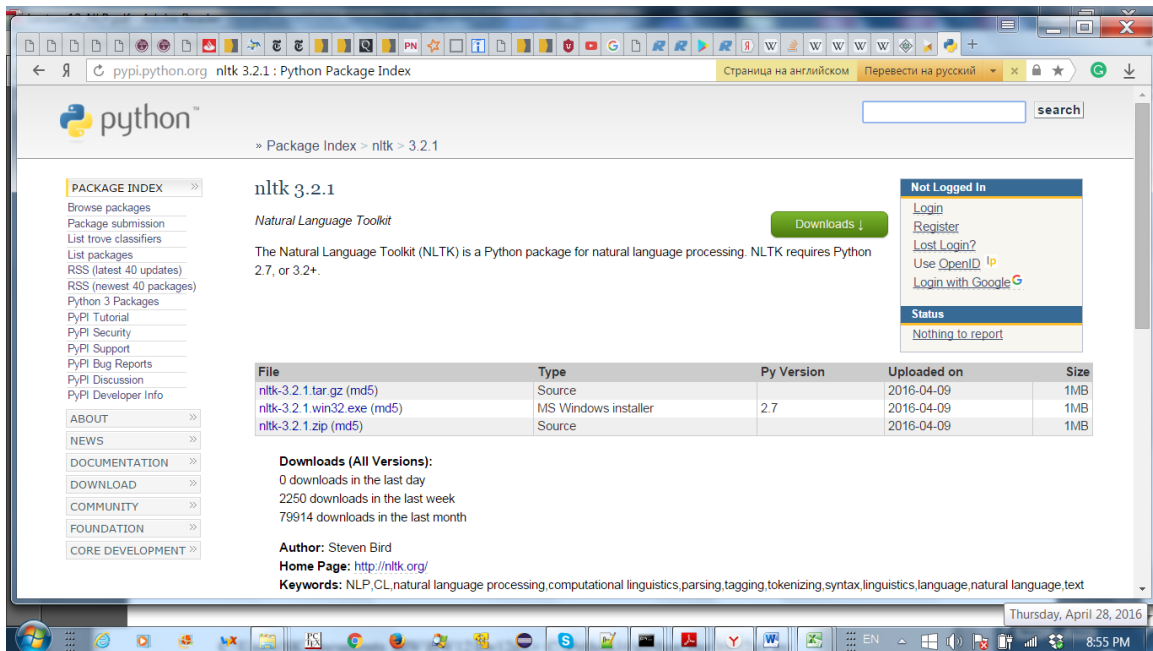 PN
pypi.python.org nltk 3.2.1 : Python Package Index
Страница на английском Перевести на русский
python™
search
» Package Index > nltk > 3.2.1
PACKAGE INDEX »
Browse packages
Package submission
List trove classifiers
List packages
RSS (latest 40 updates)
RSS (newest 40 packages)
Python 3 Packages
PyPI Tutorial
PyPI Security
PyPI Support
PyPI Bug Reports
PyPI Discussion
PyPI Developer Info
ABOUT »
NEWS »
DOCUMENTATION »
DOWNLOAD »
COMMUNITY »
FOUNDATION »
CORE DEVELOPMENT »
nltk 3.2.1
Natural Language Toolkit
Downloads ↓
The Natural Language Toolkit (NLTK) is a Python package for natural language processing. NLTK requires Python
2.7, or 3.2+.
Not Logged In
Login
Register
Lost Login?
Use OpenID
Login with Google
Status
Nothing to report
File Type Py Version Uploaded on Size
nltk-3.2.1.tar.gz (md5) Source 2016-04-09 1MB
nltk-3.2.1.win32.exe (md5) MS Windows installer 2.7 2016-04-09 1MB
nltk-3.2.1.zip (md5) Source 2016-04-09 1MB
Downloads (All Versions):
0 downloads in the last day
2250 downloads in the last week
79914 downloads in the last month
Author: Steven Bird
Home Page: http://nltk.org/
Keywords: NLP,CL,natural language processing,computational linguistics,parsing,tagging,tokenizing,syntax,linguistics,language,natural language,text
Thursday, April 28, 2016
EN 8:55 PM